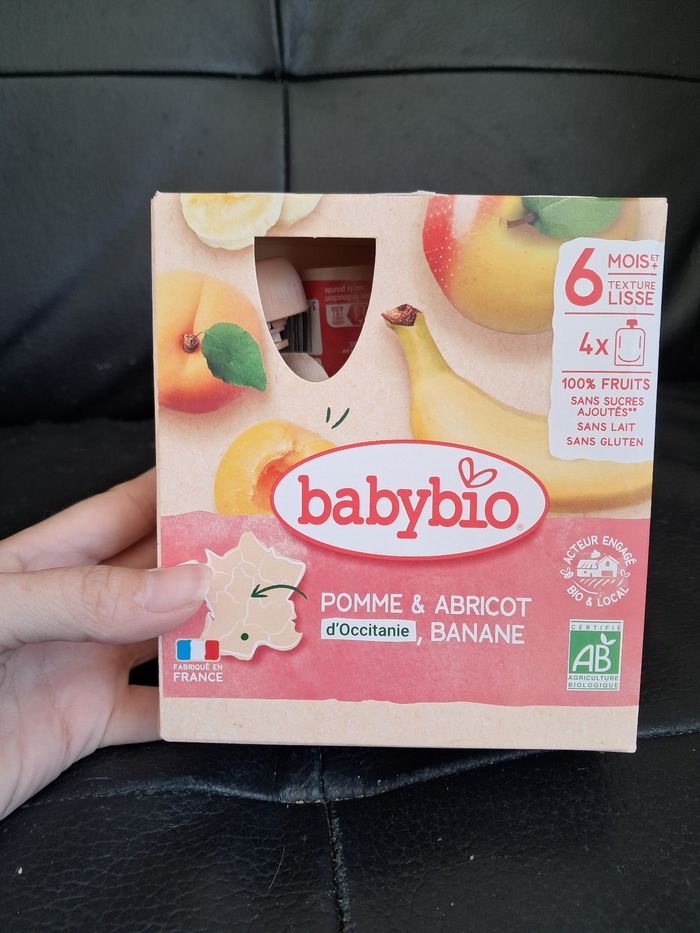 6 MOIS ET +
TEXTURE
LISSE
4x
100% FRUITS
SANS SUCRES
AJOUTÉS**
SANS LAIT
SANS GLUTEN
babybio®
POMME & ABRICOT
d'Occitanie, BANANE
FABRIQUÉ EN
FRANCE
ACTEUR ENGAGÉ
BIO & LOCAL
CERTIFIÉ
AB
AGRICULTURE
BIOLOGIQUE